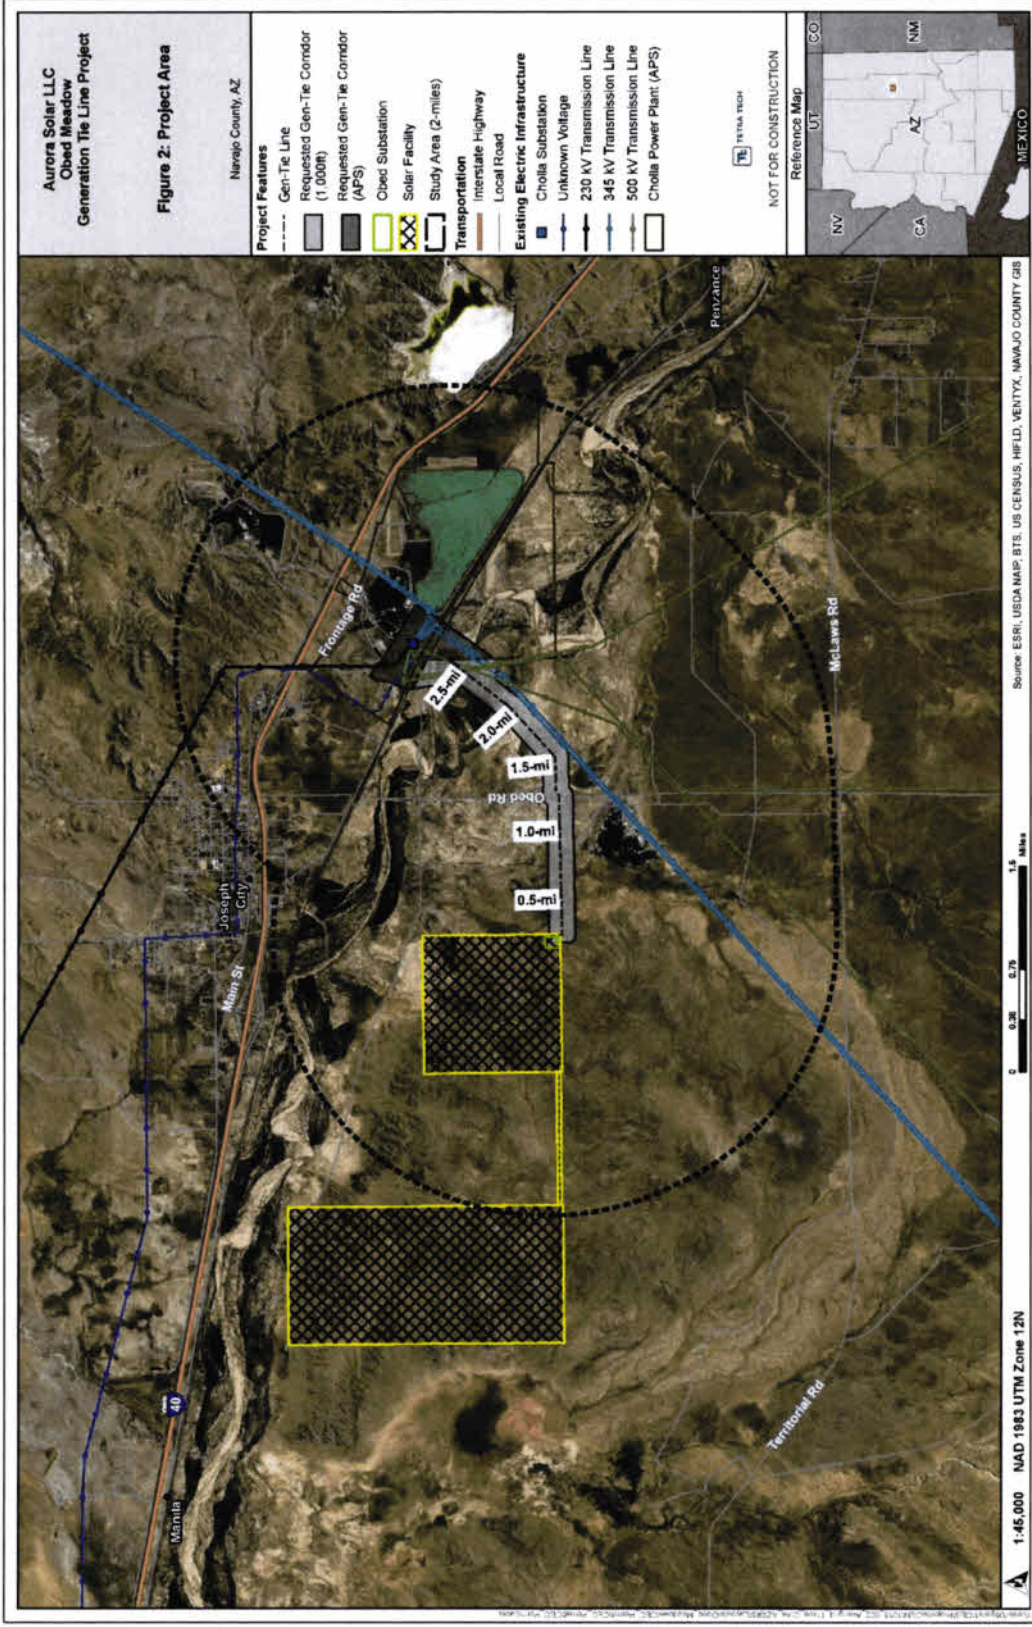 Aurora Solar LLC
Obed Meadow
Generation Tie Line Project
Figure 2: Project Area
Navajo County, AZ
Project Features
Gen-Tie Line
Requested Gen-Tie Corridor
(1,000ft)
Requested Gen-Tie Corridor
(APS)
Obed Substation
Solar Facility
Study Area (2-miles)
Transportation
Interstate Highway
Local Road
Existing Electric Infrastructure
Cholla Substation
Unknown Voltage
230 kV Transmission Line
345 kV Transmission Line
500 kV Transmission Line
Cholla Power Plant (APS)
Tt TETRA TECH
NOT FOR CONSTRUCTION
Reference Map
NV
UT
CO
CA
AZ
NM
MEXICO
Manila
40
Main St
Joseph
City
Frontage Rd
Obed Rd
0.5-mi
1.0-mi
1.5-mi
2.0-mi
2.5-mi
Penzance
McLaws Rd
Territorial Rd
1:45,000 NAD 1983 UTM Zone 12N
0 0.38 0.75 1.5
Miles
Source: ESRI, USDA NAIP, BTS, US CENSUS, HIFLD, VENTYX, NAVAJO COUNTY GIS